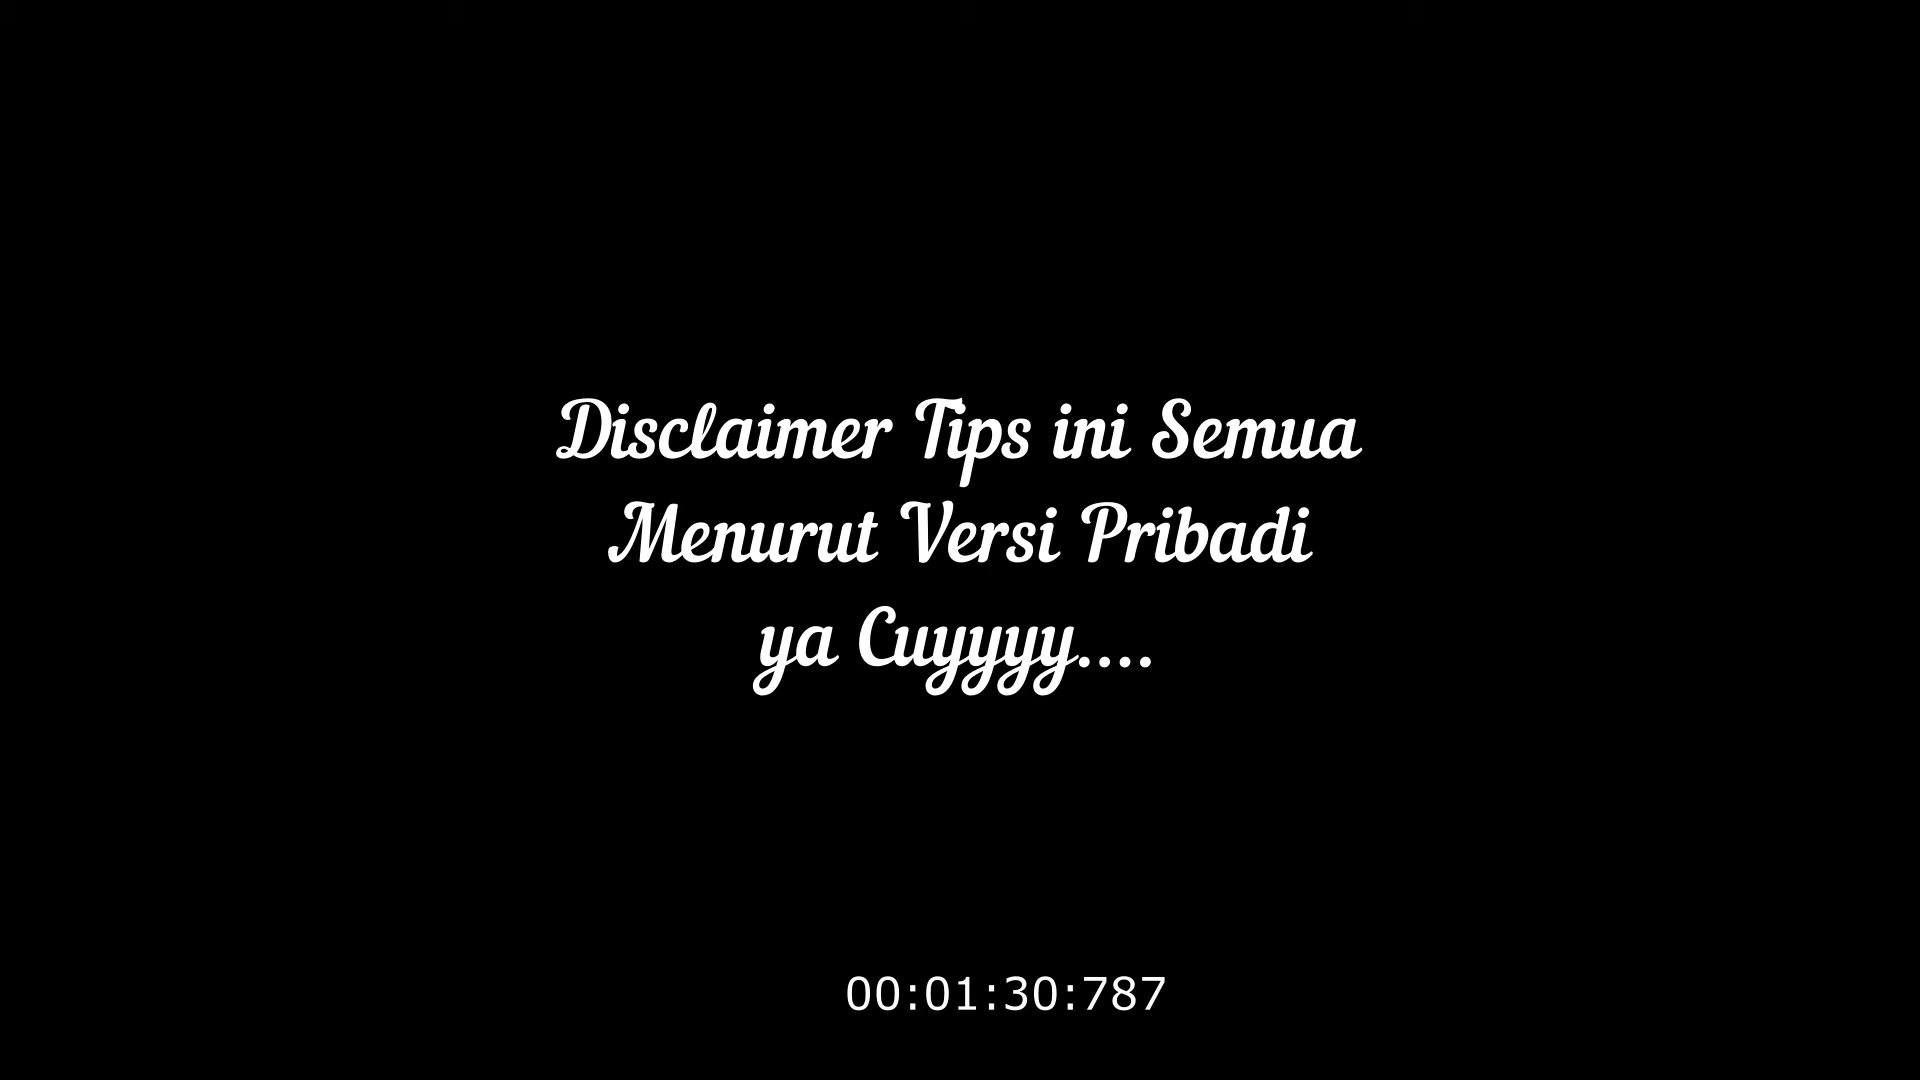 Disclaimer Tips ini Semua
Menurut Versi Pribadi
ya Cuyyyy....
00:01:30:787